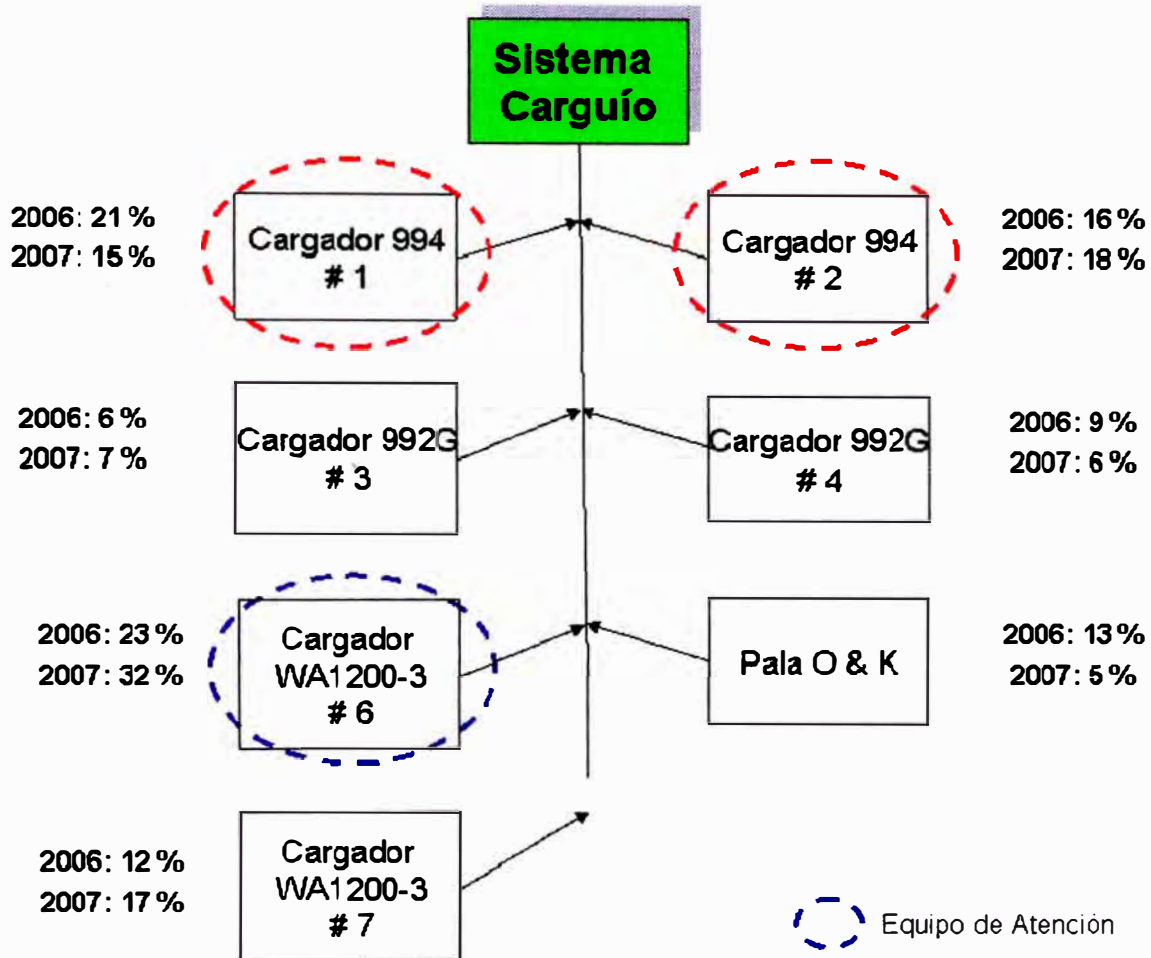 Sistema
Carguío
2006: 21 %
2007: 15 %
Cargador 994
# 1
Cargador 994
# 2
2006: 16 %
2007: 18 %
2006: 6 %
2007: 7 %
Cargador 992G
# 3
Cargador 992G
# 4
2006: 9 %
2007: 6 %
2006: 23 %
2007: 32 %
Cargador
WA1200-3
# 6
Pala O & K
2006: 13 %
2007: 5 %
2006: 12 %
2007: 17 %
Cargador
WA1200-3
# 7
Equipo de Atención